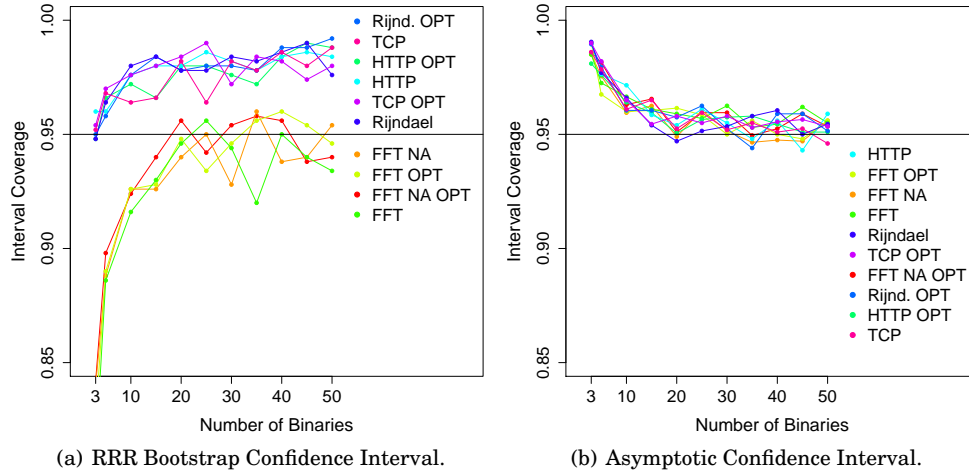 Interval Coverage
1.00
0.95
0.90
0.85
Rijnd. OPT
TCP
HTTP OPT
HTTP
TCP OPT
Rijndael
FFT NA
FFT OPT
FFT NA OPT
FFT
3 10 20 30 40 50
Number of Binaries
(a) RRR Bootstrap Confidence Interval.
Interval Coverage
1.00
0.95
0.90
0.85
HTTP
FFT OPT
FFT NA
FFT
Rijndael
TCP OPT
FFT NA OPT
Rijnd. OPT
HTTP OPT
TCP
3 10 20 30 40 50
Number of Binaries
(b) Asymptotic Confidence Interval.